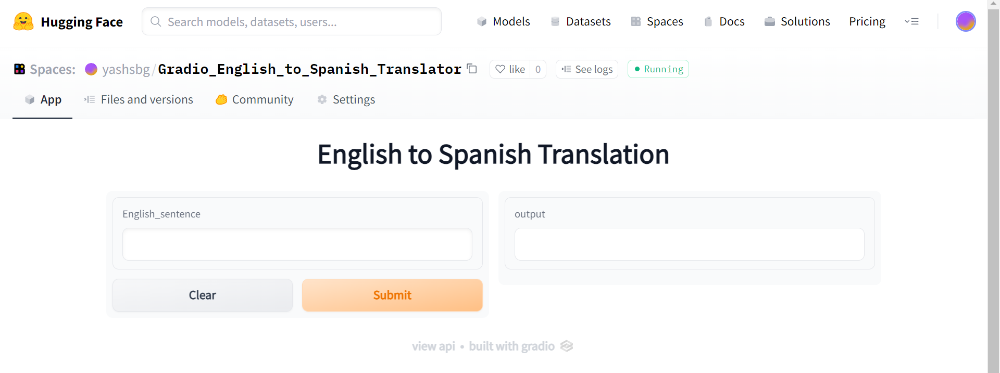 Hugging Face
Search models, datasets, users...
Models Datasets Spaces Docs Solutions Pricing
Spaces: yashsbg/Gradio_English_to_Spanish_Translator like 0 See logs Running
App Files and versions Community Settings
English to Spanish Translation
English_sentence
output
Clear Submit
view api • built with gradio